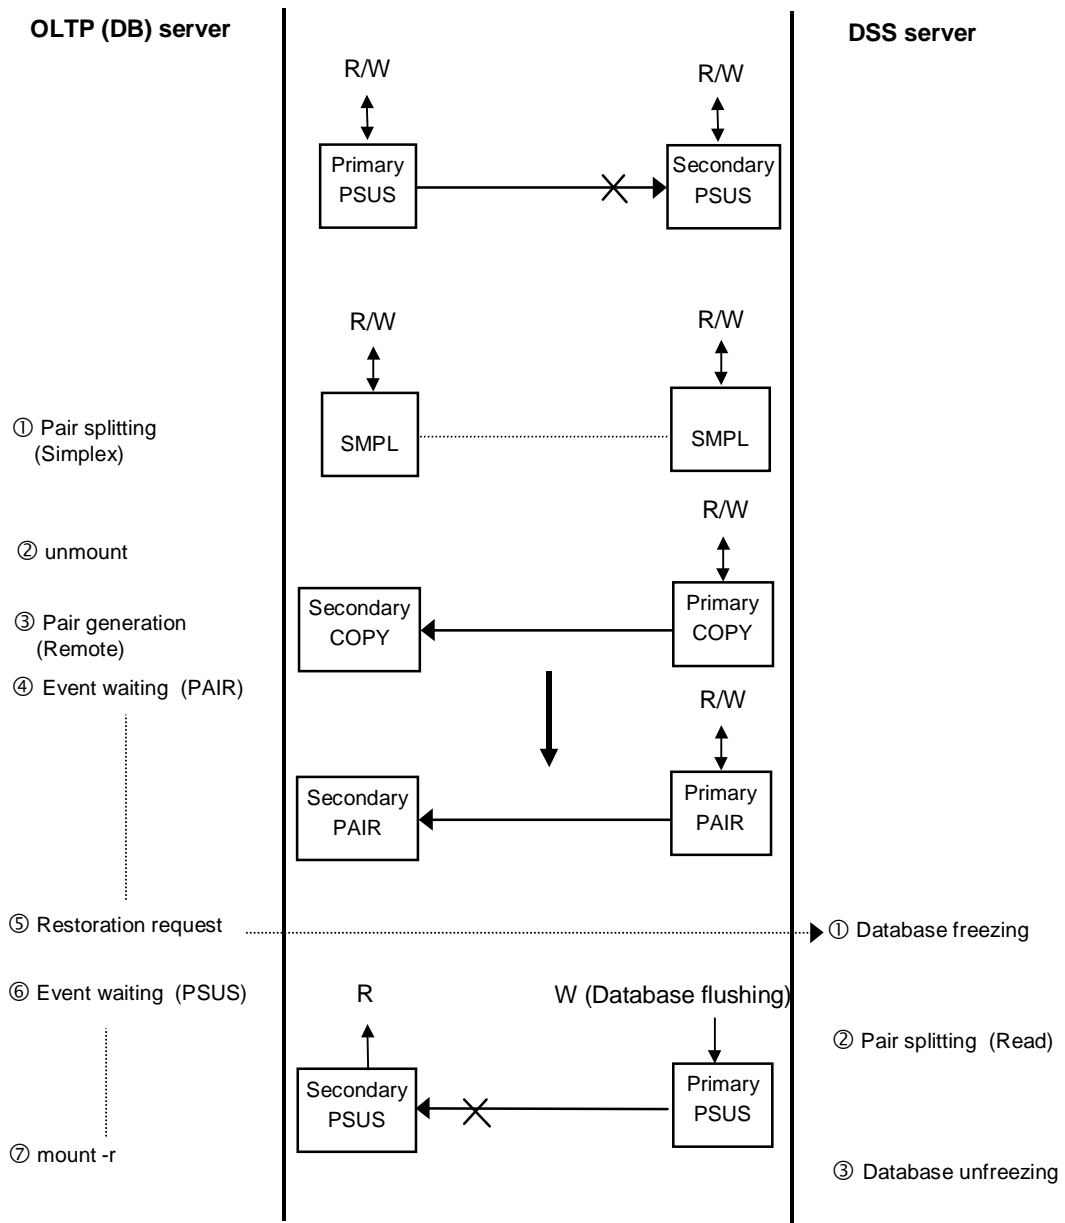 OLTP (DB) server
DSS server
R/W
R/W
Primary
PSUS
Secondary
PSUS
R/W
R/W
① Pair splitting
(Simplex)
SMPL
SMPL
R/W
② unmount
Secondary
COPY
Primary
COPY
③ Pair generation
(Remote)
④ Event waiting (PAIR)
R/W
Secondary
PAIR
Primary
PAIR
⑤ Restoration request
① Database freezing
⑥ Event waiting (PSUS)
R
W (Database flushing)
② Pair splitting (Read)
Secondary
PSUS
Primary
PSUS
⑦ mount -r
③ Database unfreezing